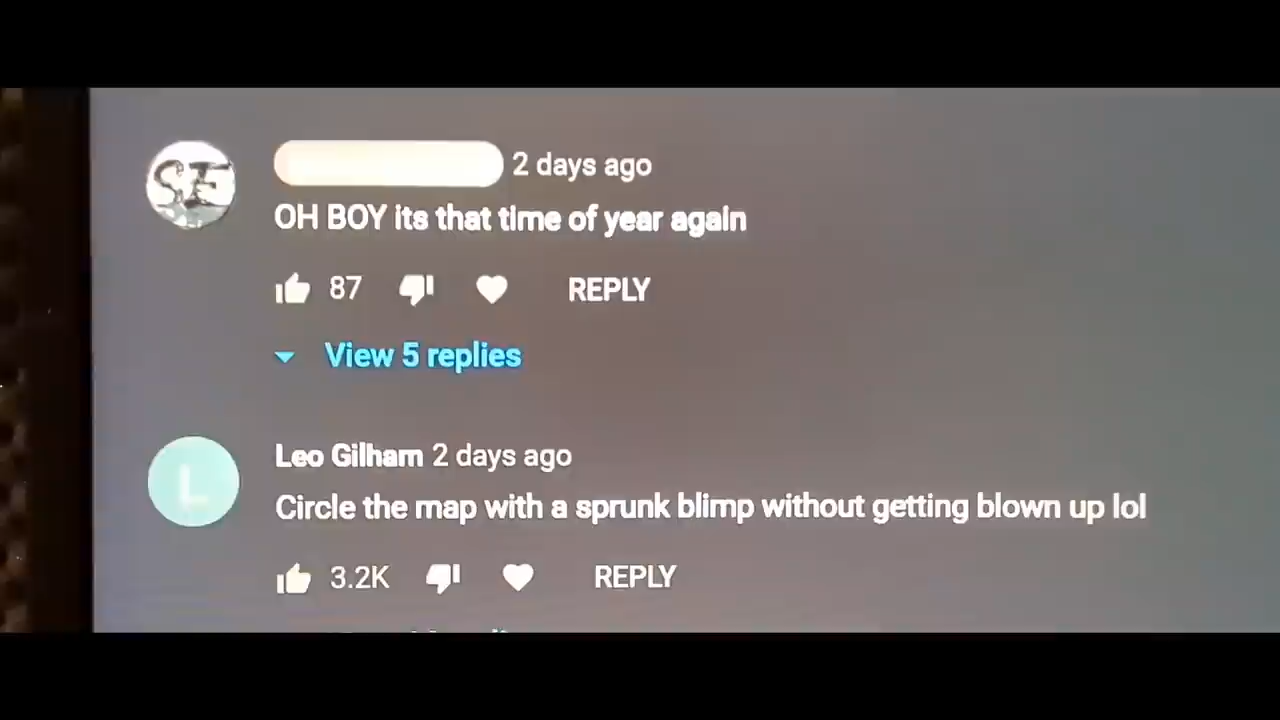 2 days ago
OH BOY its that time of year again
87 REPLY
View 5 replies
L
Leo Gilham 2 days ago
Circle the map with a sprunk blimp without getting blown up lol
3.2K REPLY